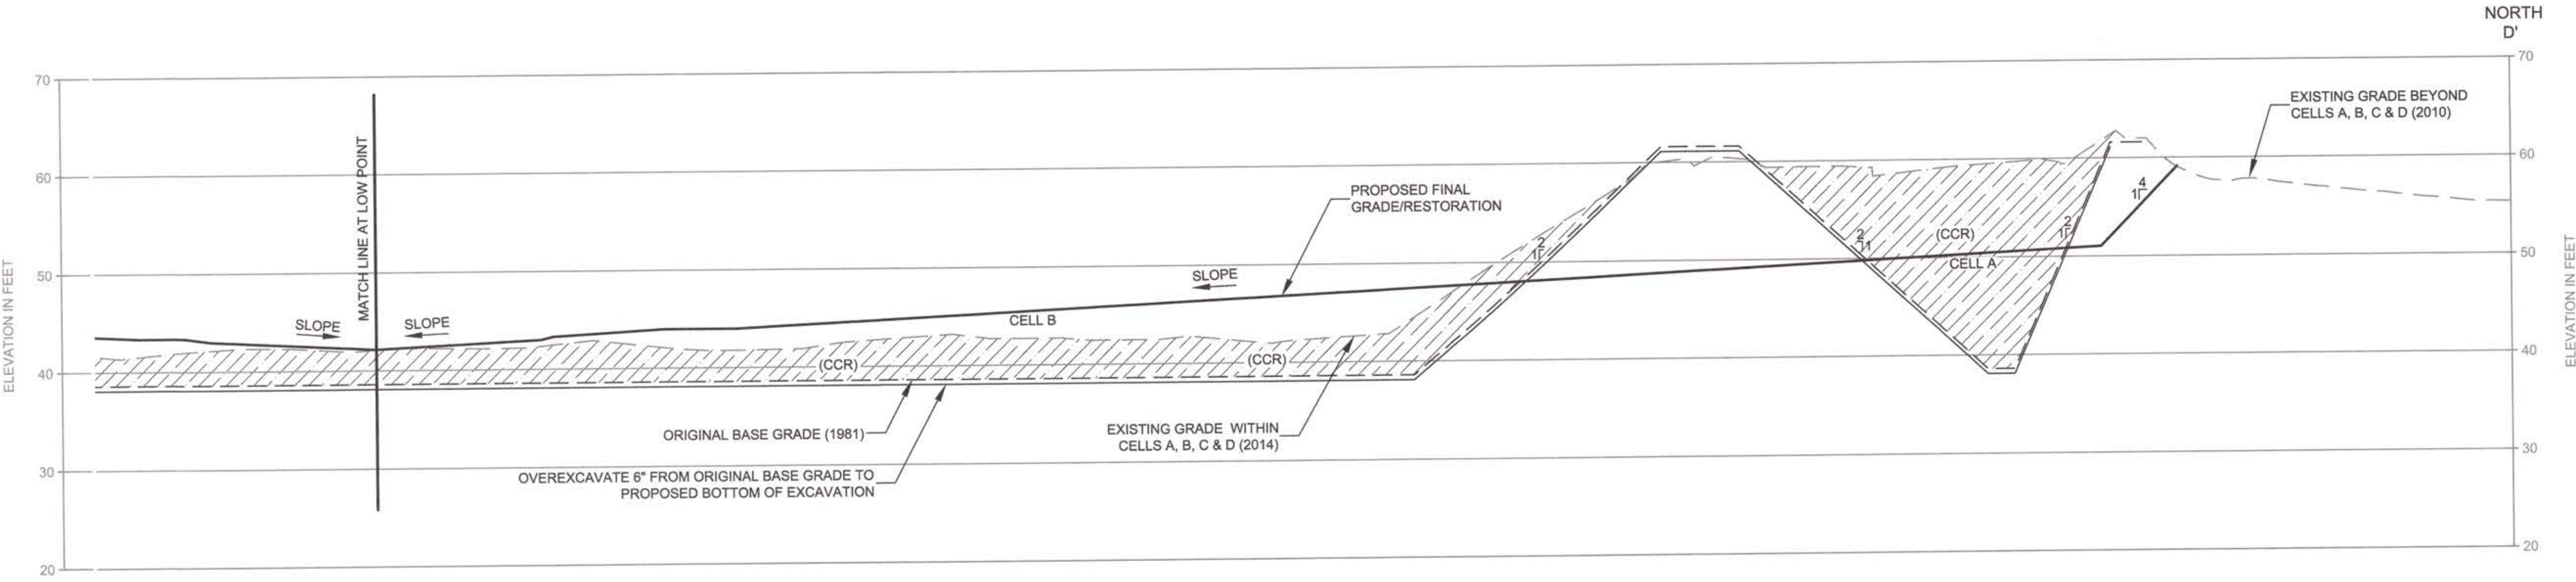 NORTH
D'
70
60
50
40
30
20
ELEVATION IN FEET
MATCH LINE AT LOW POINT
SLOPE
SLOPE
SLOPE
PROPOSED FINAL
GRADE/RESTORATION
EXISTING GRADE BEYOND
CELLS A, B, C & D (2010)
2
1
2
1
2
1
4
1
(CCR)
CELL A
CELL B
(CCR)
(CCR)
ORIGINAL BASE GRADE (1981)
EXISTING GRADE WITHIN
CELLS A, B, C & D (2014)
OVEREXCAVATE 6" FROM ORIGINAL BASE GRADE TO
PROPOSED BOTTOM OF EXCAVATION
70
60
50
40
30
20
ELEVATION IN FEET